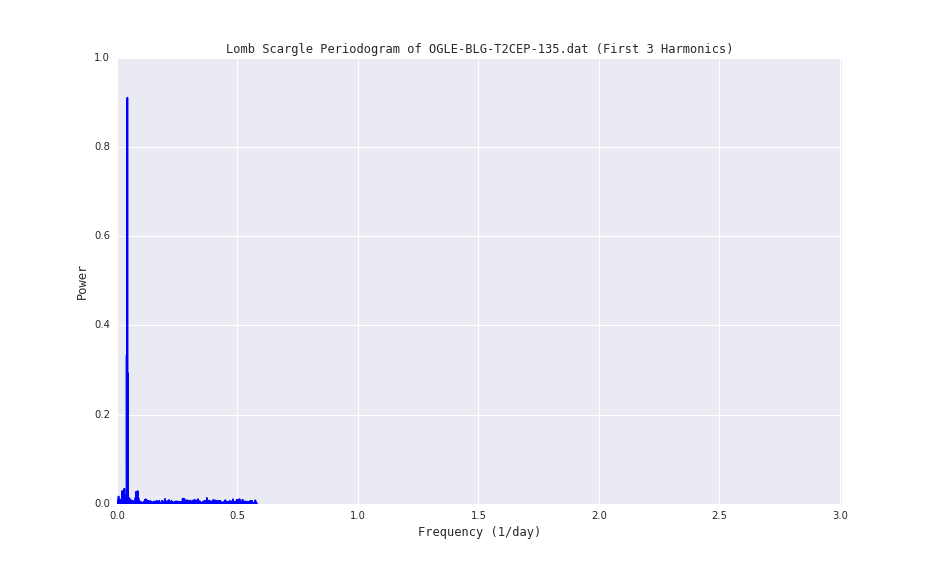 Lomb Scargle Periodogram of OGLE-BLG-T2CEP-135.dat (First 3 Harmonics)
1.0
0.8
0.6
0.4
0.2
0.0
Power
0.0 0.5 1.0 1.5 2.0 2.5 3.0
Frequency (1/day)